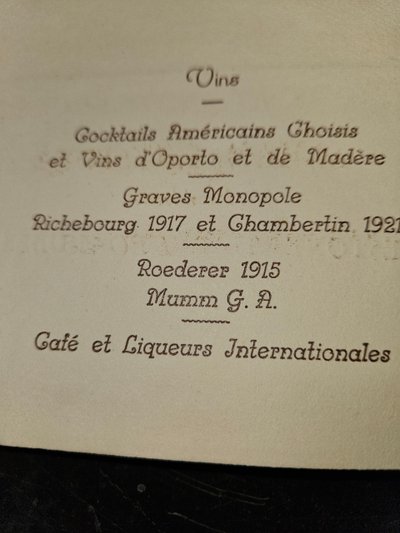 Vins
Cocktails Américains Choisis
et Vins d'Oporto et de Madère
Graves Monopole
Richebourg 1917 et Chambertin 1921
Roederer 1915
Mumm G. A.
Café et Liqueurs Internationales